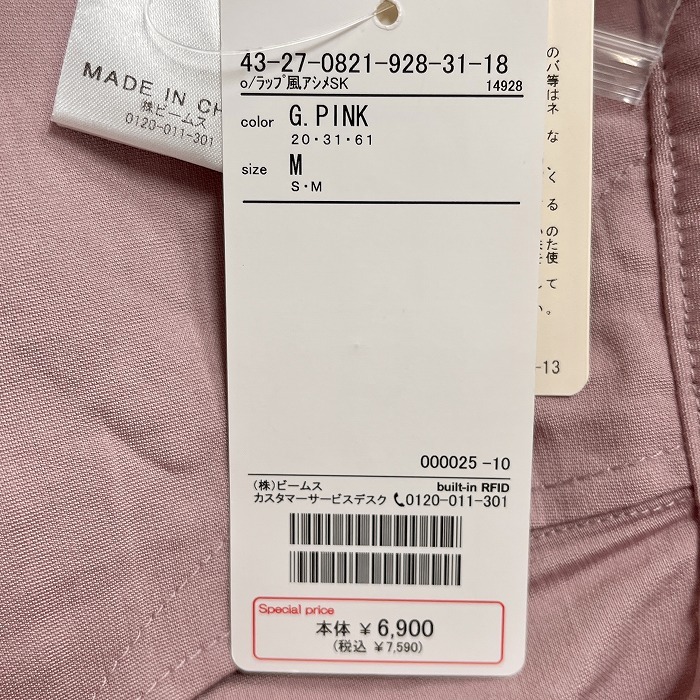 MADE IN CH
(株)ビームス
0120-011-301
43-27-0821-928-31-18
o/ラップ風アシメSK 14928
color G.PINK
20・31・61
size M
S・M
000025-10
(株)ビームス built-in RFID
カスタマーサービスデスク 0120-011-301
Special price
本体 ¥6,900
(税込 ¥7,590)
の
バ
等
は
ネ
な
く
る
のた
使
して
い。
-13